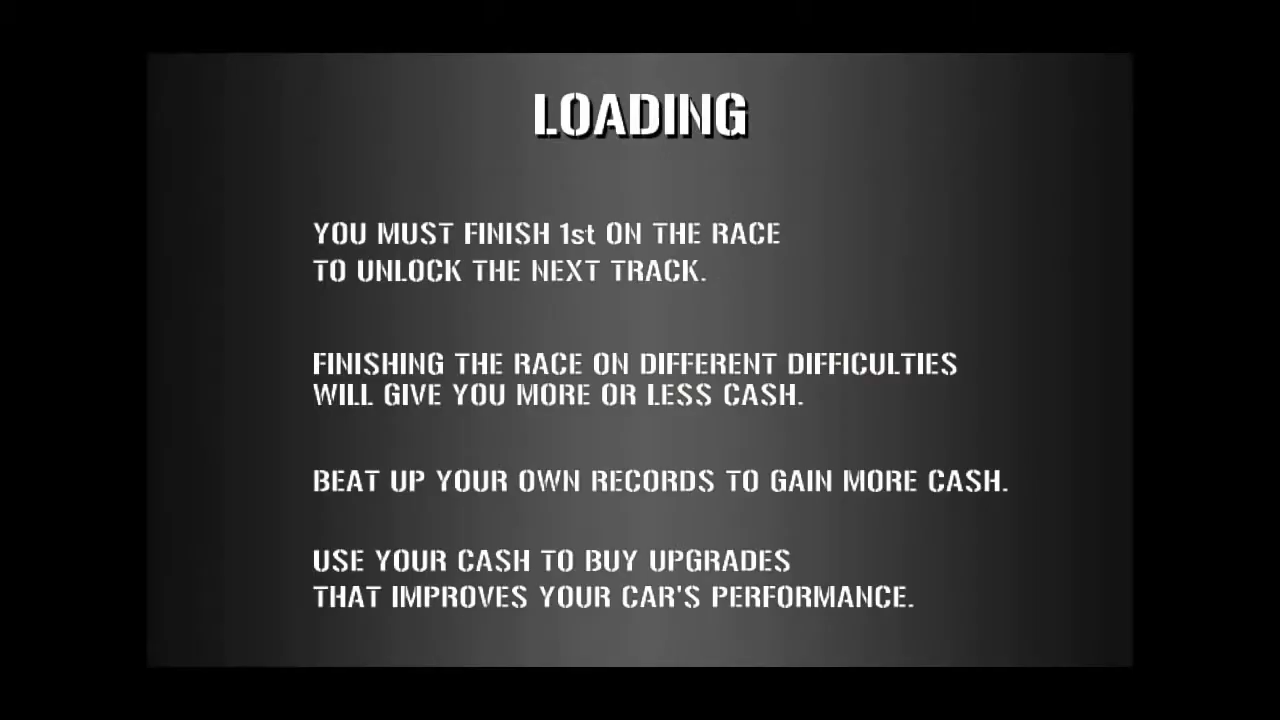 LOADING
YOU MUST FINISH 1st ON THE RACE
TO UNLOCK THE NEXT TRACK.
FINISHING THE RACE ON DIFFERENT DIFFICULTIES
WILL GIVE YOU MORE OR LESS CASH.
BEAT UP YOUR OWN RECORDS TO GAIN MORE CASH.
USE YOUR CASH TO BUY UPGRADES
THAT IMPROVES YOUR CAR'S PERFORMANCE.